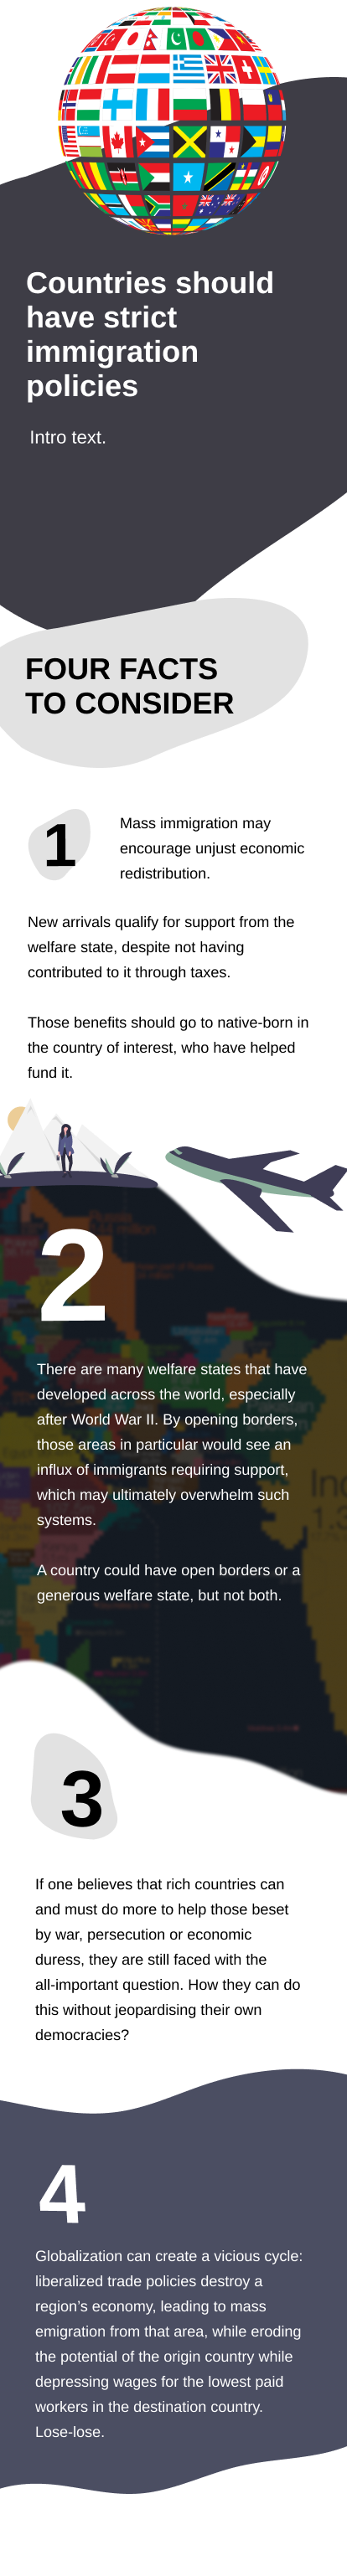 Countries should
have strict
immigration
policies
Intro text.
FOUR FACTS
TO CONSIDER
1
Mass immigration may
encourage unjust economic
redistribution.
New arrivals qualify for support from the
welfare state, despite not having
contributed to it through taxes.
Those benefits should go to native-born in
the country of interest, who have helped
fund it.
2
There are many welfare states that have
developed across the world, especially
after World War II. By opening borders,
those areas in particular would see an
influx of immigrants requiring support,
which may ultimately overwhelm such
systems.
A country could have open borders or a
generous welfare state, but not both.
3
If one believes that rich countries can
and must do more to help those beset
by war, persecution or economic
duress, they are still faced with the
all-important question. How they can do
this without jeopardising their own
democracies?
4
Globalization can create a vicious cycle:
liberalized trade policies destroy a
region’s economy, leading to mass
emigration from that area, while eroding
the potential of the origin country while
depressing wages for the lowest paid
workers in the destination country.
Lose-lose.